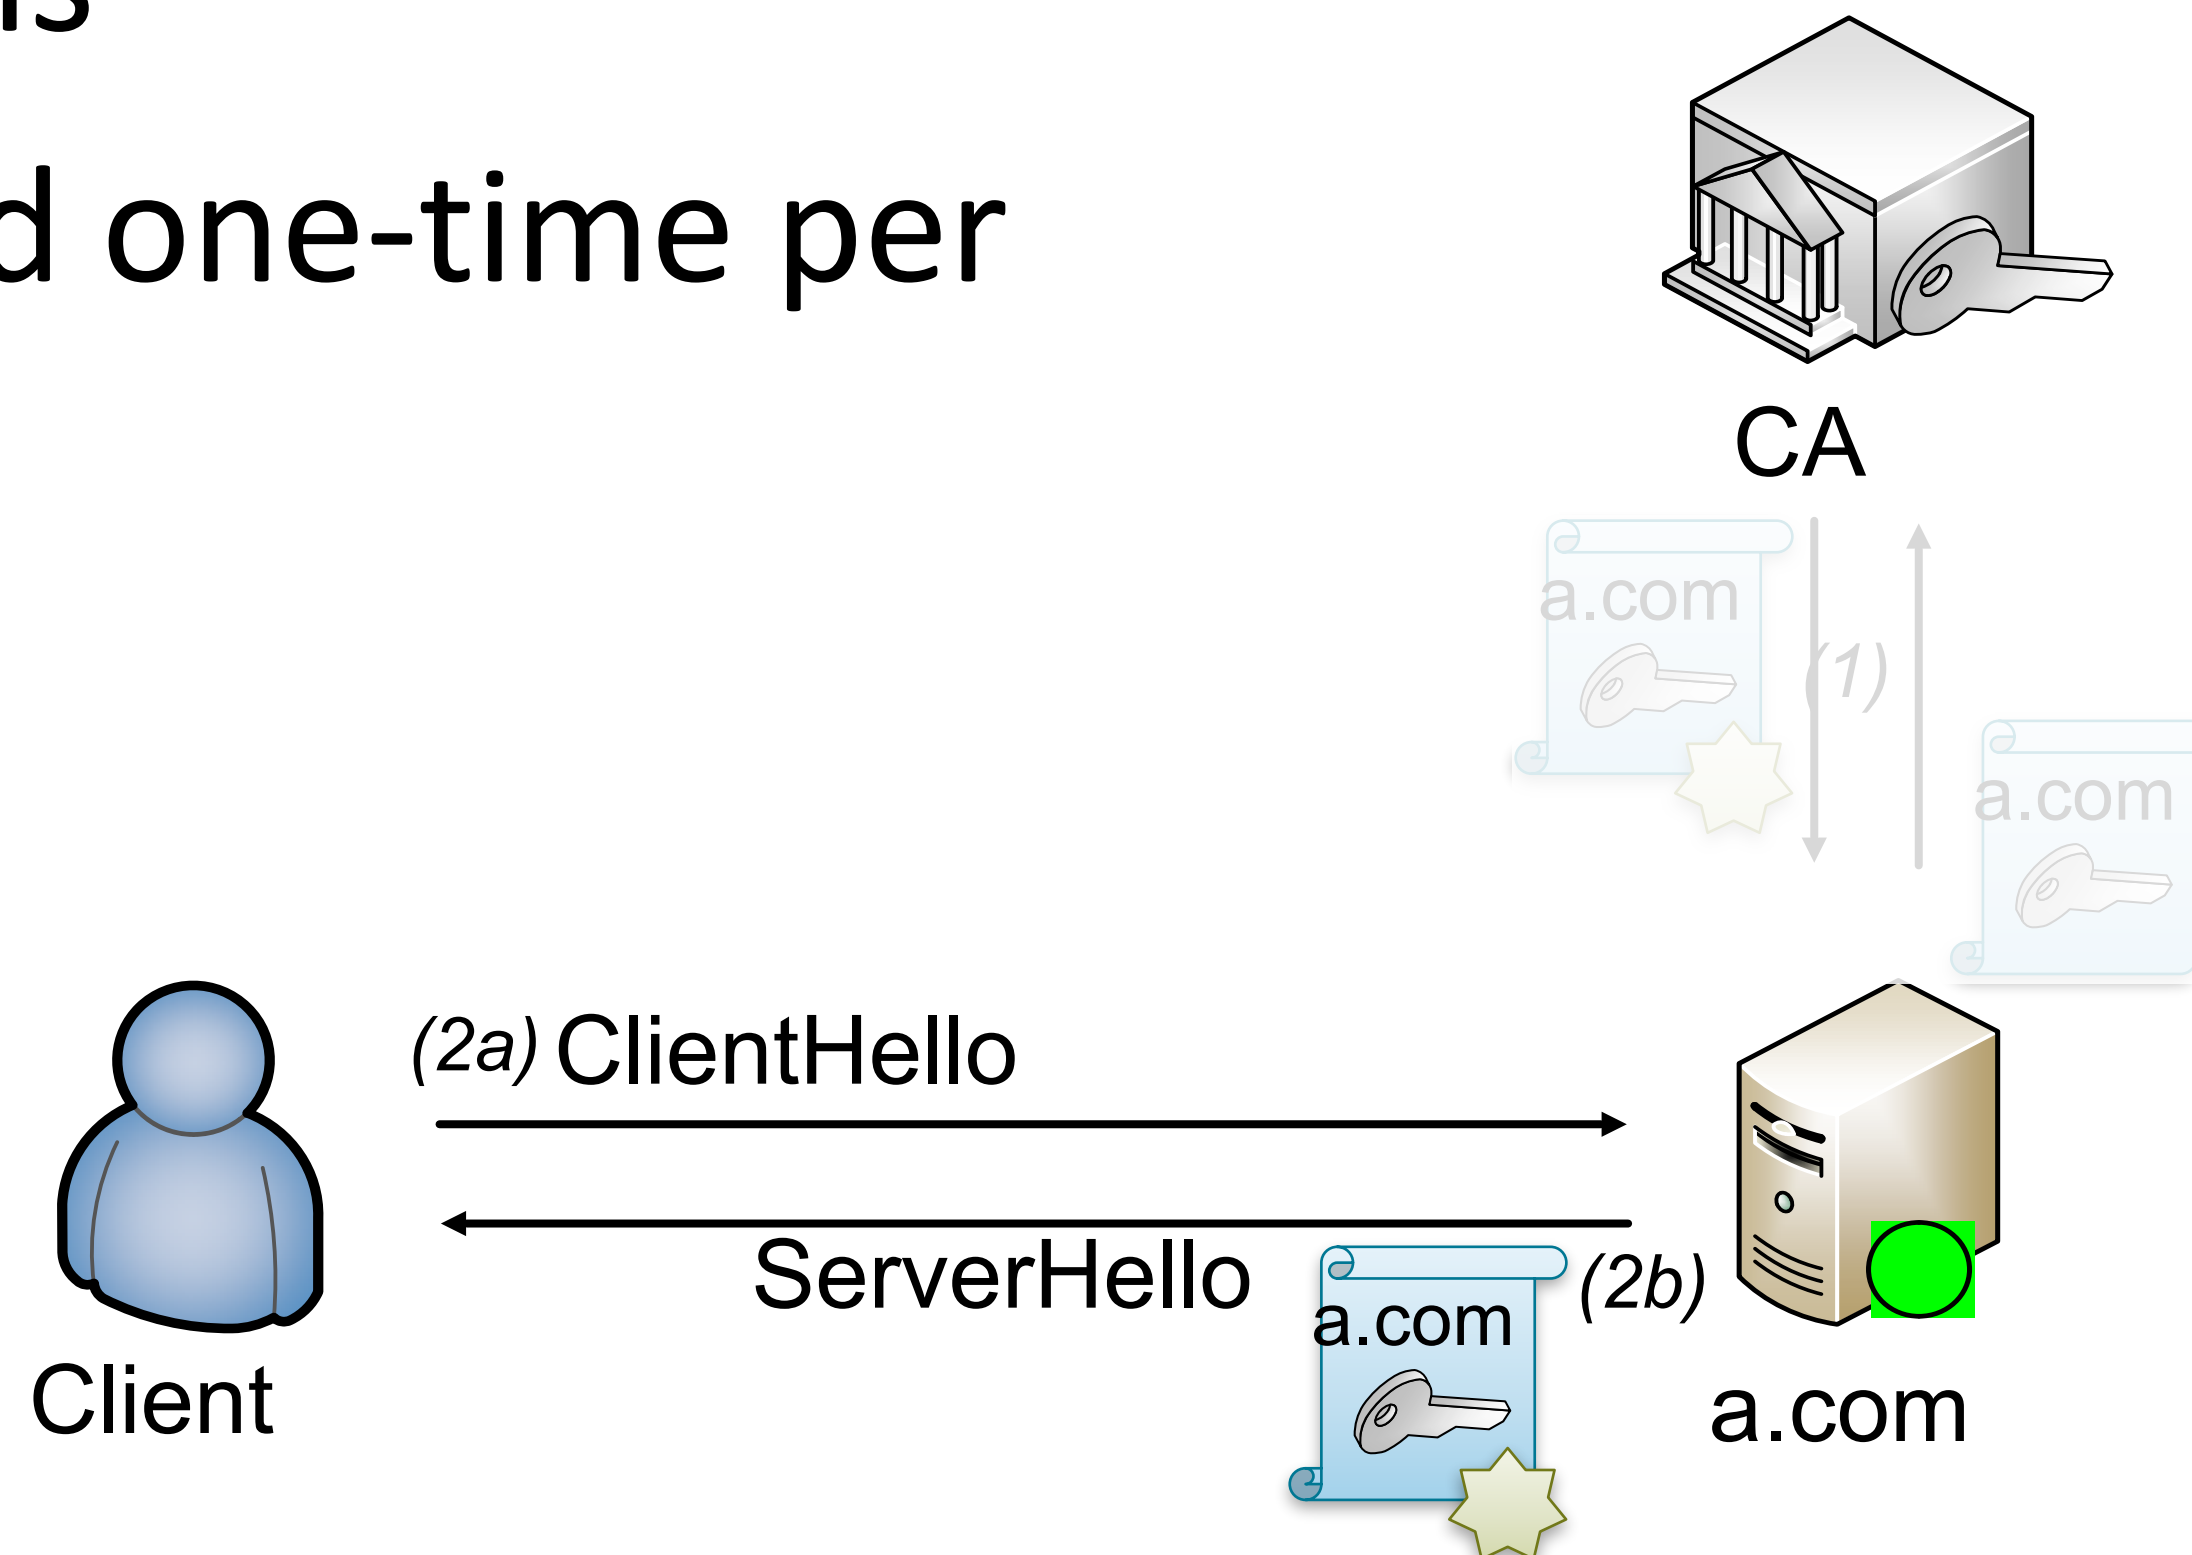 one-time per
CA
a.com
(1)
a.com
(2a) ClientHello
ServerHello
a.com
(2b)
Client
a.com